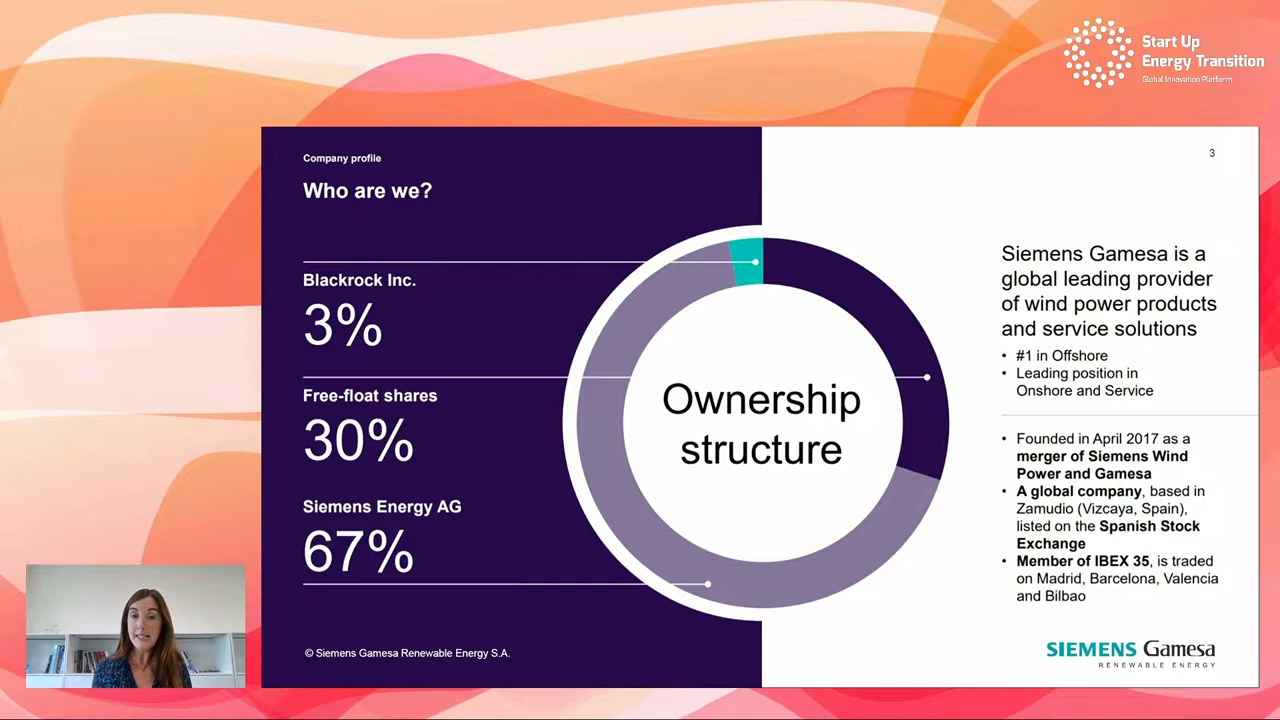 Start Up
Energy Transition
Global Innovation Platform
Company profile
3
Who are we?
Blackrock Inc.
3%
Free-float shares
30%
Siemens Energy AG
67%
Ownership
structure
Siemens Gamesa is a
global leading provider
of wind power products
and service solutions
• #1 in Offshore
• Leading position in
Onshore and Service
• Founded in April 2017 as a
merger of Siemens Wind
Power and Gamesa
• A global company, based in
Zamudio (Vizcaya, Spain),
listed on the Spanish Stock
Exchange
• Member of IBEX 35, is traded
on Madrid, Barcelona, Valencia
and Bilbao
© Siemens Gamesa Renewable Energy S.A.
SIEMENS Gamesa
RENEWABLE ENERGY